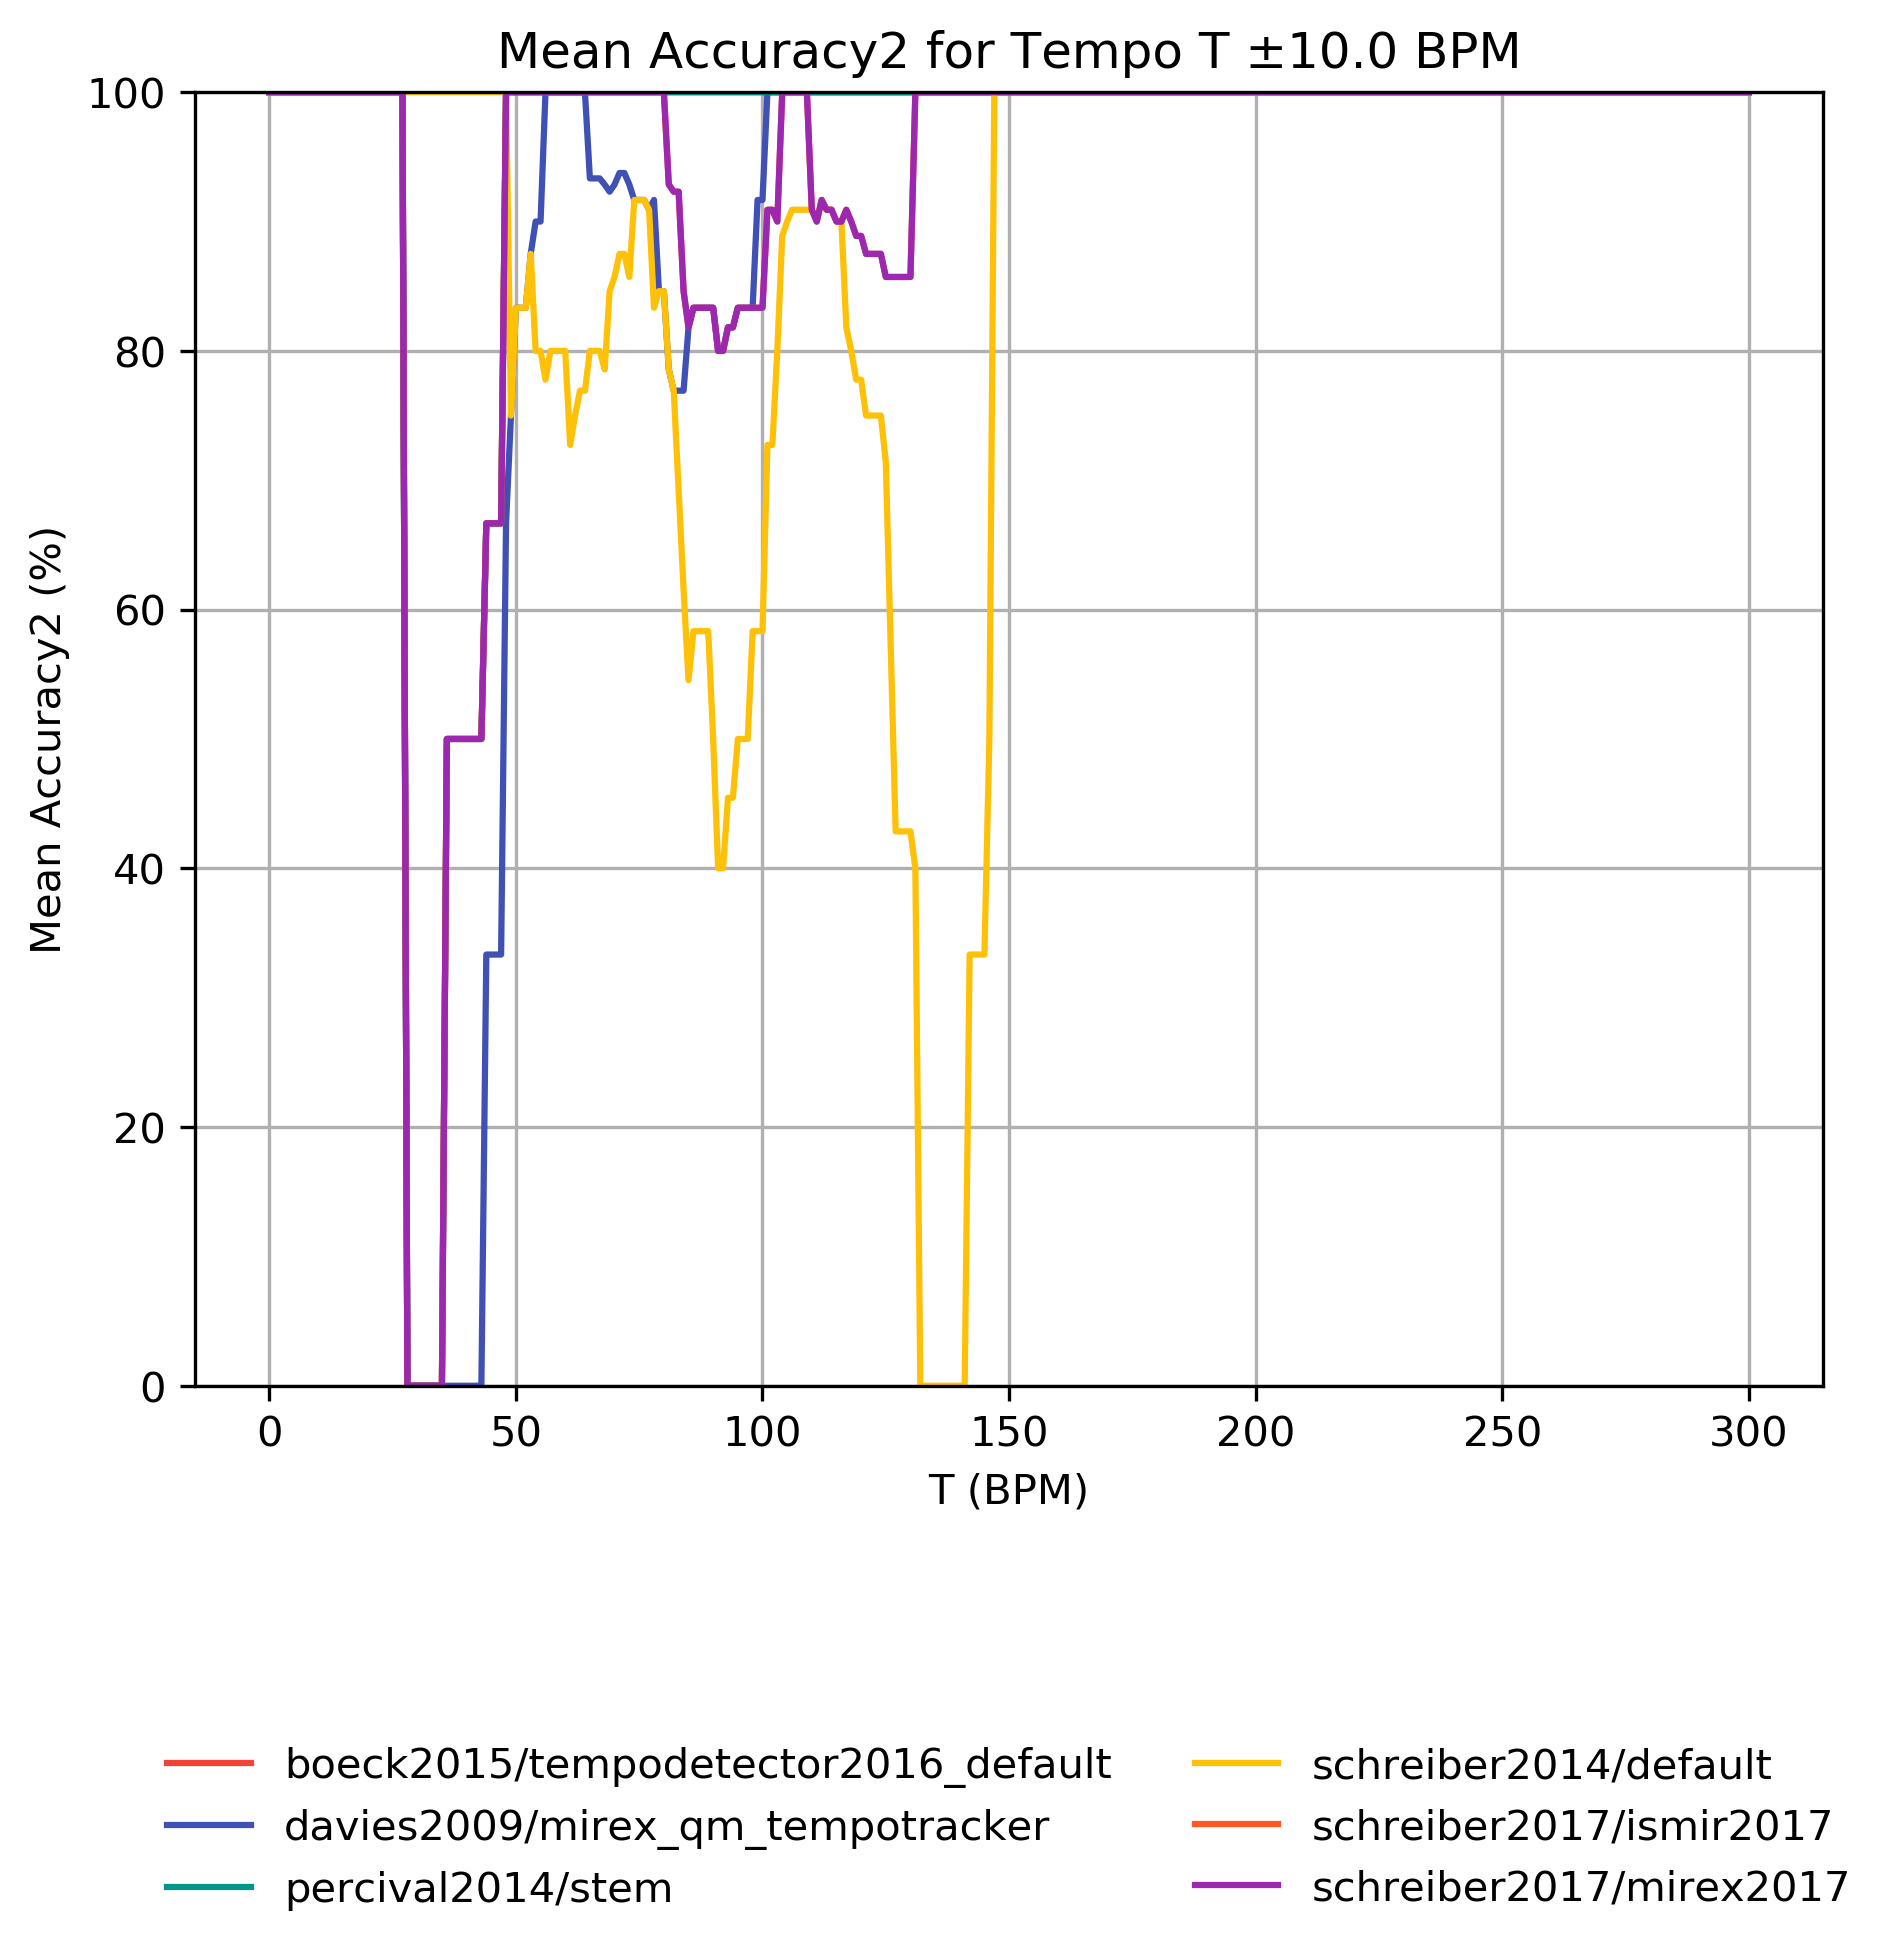 Mean Accuracy2 for Tempo T ±10.0 BPM
100
80
60
40
20
0
Mean Accuracy2 (%)
0 50 100 150 200 250 300
T (BPM)
boeck2015/tempodetector2016_default
davies2009/mirex_qm_tempotracker
percival2014/stem
schreiber2014/default
schreiber2017/ismir2017
schreiber2017/mirex2017